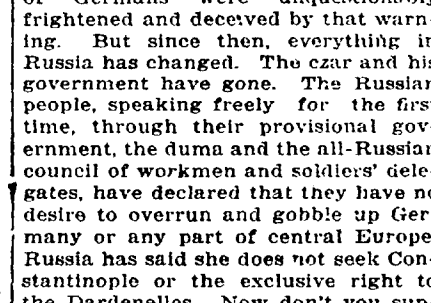 of Germans were unquestionably
frightened and deceived by that warn-
ing. But since then, everything in
Russia has changed. The czar and his
government have gone. The Russian
people, speaking freely for the first
time, through their provisional gov-
ernment, the duma and the all-Russian
council of workmen and soldiers' dele-
gates, have declared that they have no
desire to overrun and gobble up Ger-
many or any part of central Europe
Russia has said she does not seek Con-
stantinople or the exclusive right to
the Dardanelles. Now don't you sup-